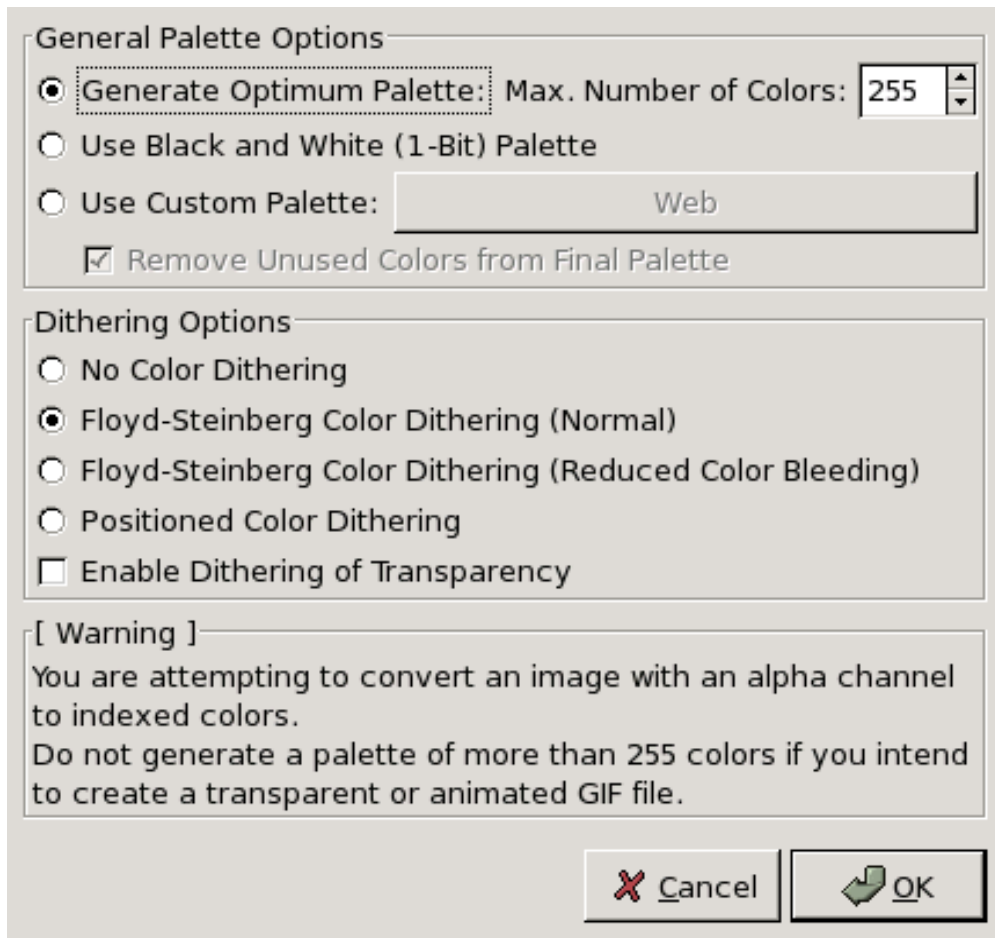 General Palette Options
Generate Optimum Palette: Max. Number of Colors: 255
Use Black and White (1-Bit) Palette
Use Custom Palette: Web
Remove Unused Colors from Final Palette
Dithering Options
No Color Dithering
Floyd-Steinberg Color Dithering (Normal)
Floyd-Steinberg Color Dithering (Reduced Color Bleeding)
Positioned Color Dithering
Enable Dithering of Transparency
[ Warning ]
You are attempting to convert an image with an alpha channel
to indexed colors.
Do not generate a palette of more than 255 colors if you intend
to create a transparent or animated GIF file.
Cancel OK